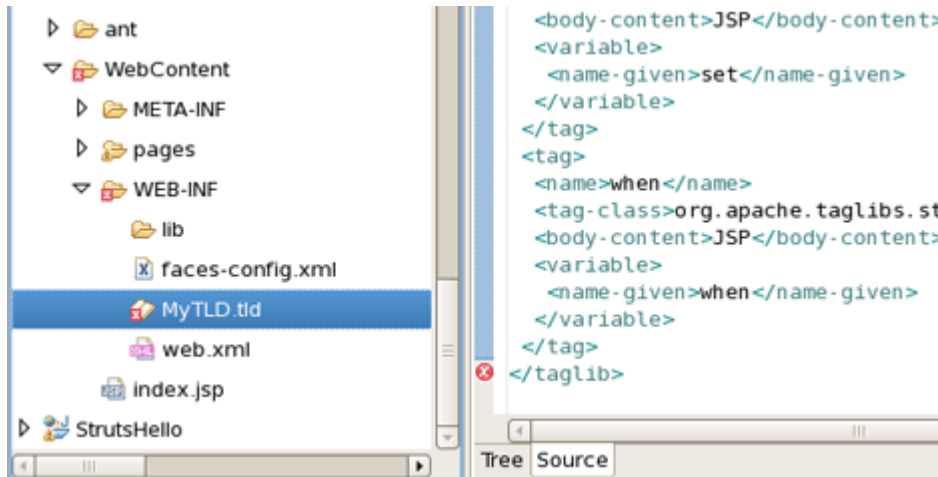 ant
WebContent
META-INF
pages
WEB-INF
lib
faces-config.xml
MyTLD.tld
web.xml
index.jsp
StrutsHello
<body-content>JSP</body-content>
<variable>
<name-given>set</name-given>
</variable>
</tag>
<tag>
<name>when</name>
<tag-class>org.apache.taglibs.st
<body-content>JSP</body-content>
<variable>
<name-given>when</name-given>
</variable>
</tag>
</taglib>
Tree Source